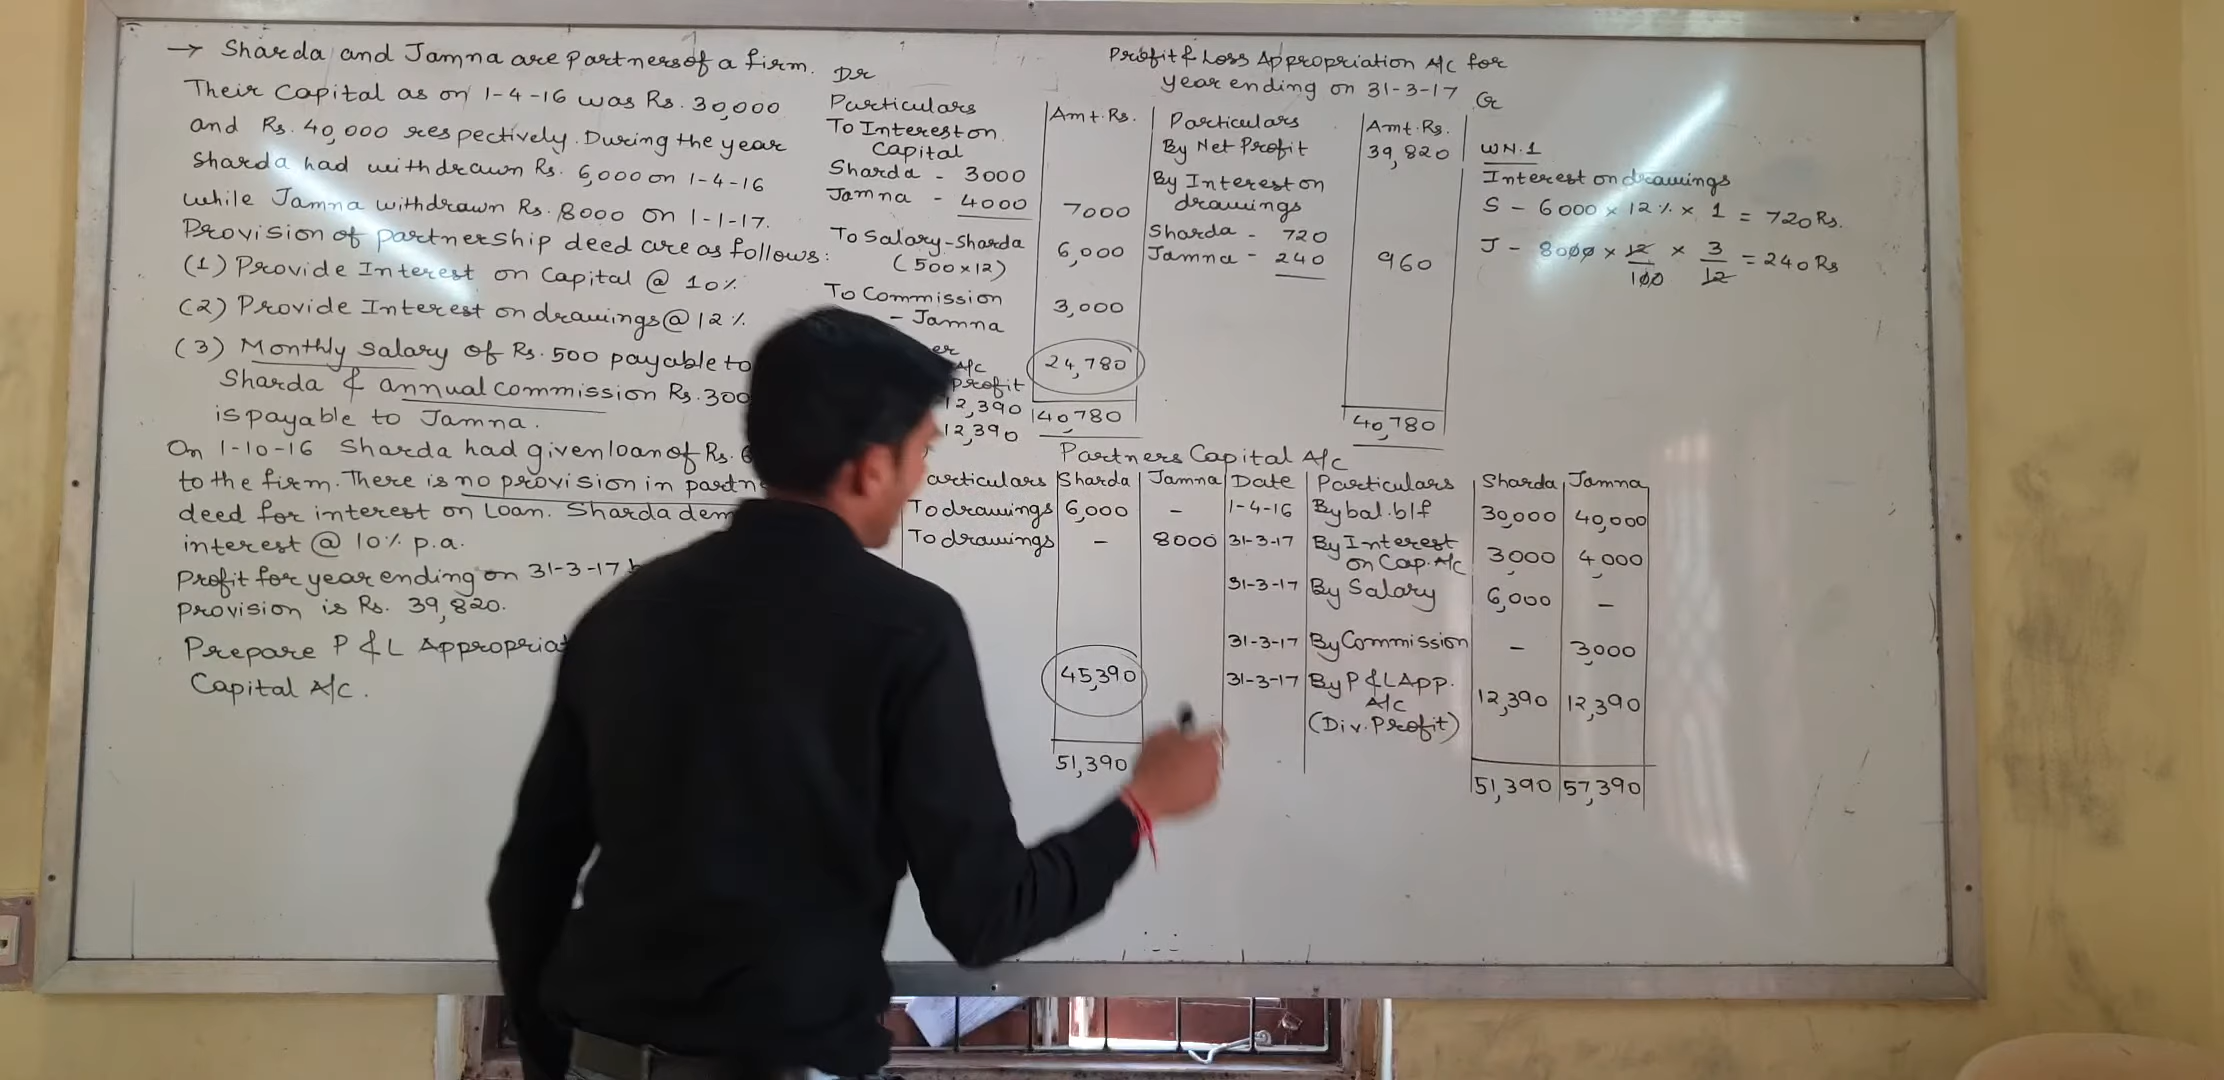 → Sharda and Jamna are partners of a firm.
Their Capital as on 1-4-16 was Rs. 30,000
and Rs. 40,000 respectively. During the year
Sharda had withdrawn Rs. 6,000 on 1-4-16
while Jamna withdrawn Rs. 8000 on 1-1-17.
Provision of partnership deed are as follows:
(1) Provide Interest on Capital @ 10%
(2) Provide Interest on drawings @ 12%
(3) Monthly Salary of Rs. 500 payable to
Sharda & annual commission Rs. 300
is payable to Jamna.
On 1-10-16 Sharda had given loan of Rs. 6
to the firm. There is no provision in partn
deed for interest on Loan. Sharda dem
interest @ 10% p.a.
Profit for year ending on 31-3-17
provision is Rs. 39,820.
Prepare P & L Appropriat
Capital A/c.
Profit & Loss Appropriation A/c for
year ending on 31-3-17
Dr Cr
Particulars Amt. Rs. Particulars Amt. Rs.
To Interest on By Net Profit 39,820
Capital
Sharda - 3000 By Interest on
Jamna - 4000 7000 drawings
To Salary - Sharda 6,000 Sharda - 720
(500 x 12) Jamna - 240 960
To Commission 3,000
- Jamna
er
A/c 24,780
profit
12,390 40,780 40,780
12,390
WN.1
Interest on drawings
S - 6000 x 12% x 1 = 720 Rs.
J - 8000 x 12/100 x 3/12 = 240 Rs
Partners Capital A/c
articulars Sharda Jamna Date Particulars Sharda Jamna
To drawings 6,000 - 1-4-16 By bal. b/f 30,000 40,000
To drawings - 8000 31-3-17 By Interest on Cap. A/c 3,000 4,000
31-3-17 By Salary 6,000 -
31-3-17 By Commission - 3,000
45,390 31-3-17 By P & L App. A/c 12,390 12,390
(Div. Profit)
51,390 51,390 57,390